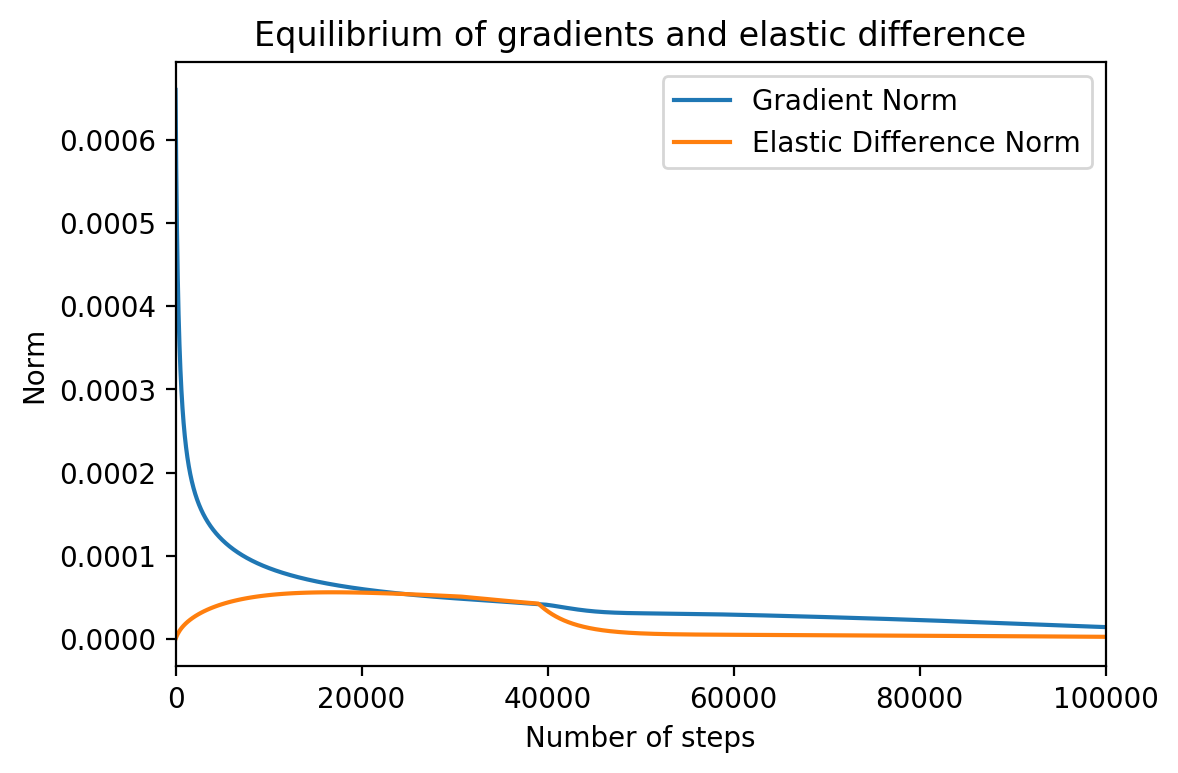 Equilibrium of gradients and elastic difference
Gradient Norm
Elastic Difference Norm
Norm
0.0006
0.0005
0.0004
0.0003
0.0002
0.0001
0.0000
0 20000 40000 60000 80000 100000
Number of steps